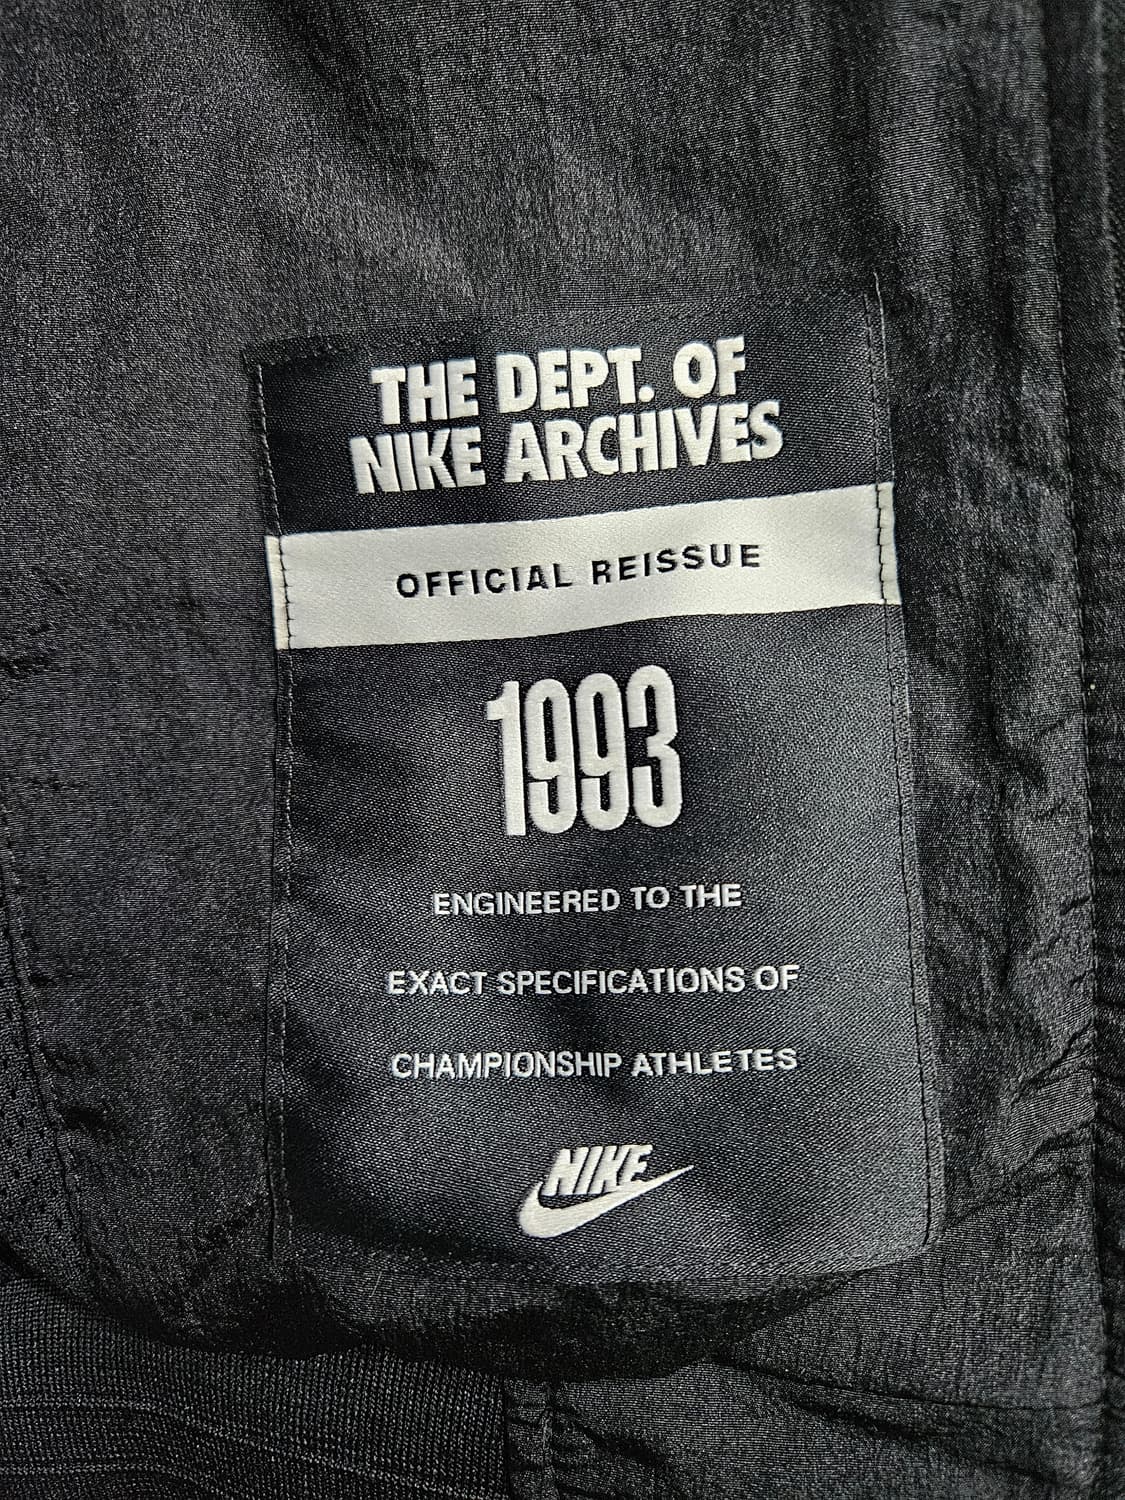 THE DEPT. OF
NIKE ARCHIVES
OFFICIAL REISSUE
1993
ENGINEERED TO THE
EXACT SPECIFICATIONS OF
CHAMPIONSHIP ATHLETES
NIKE